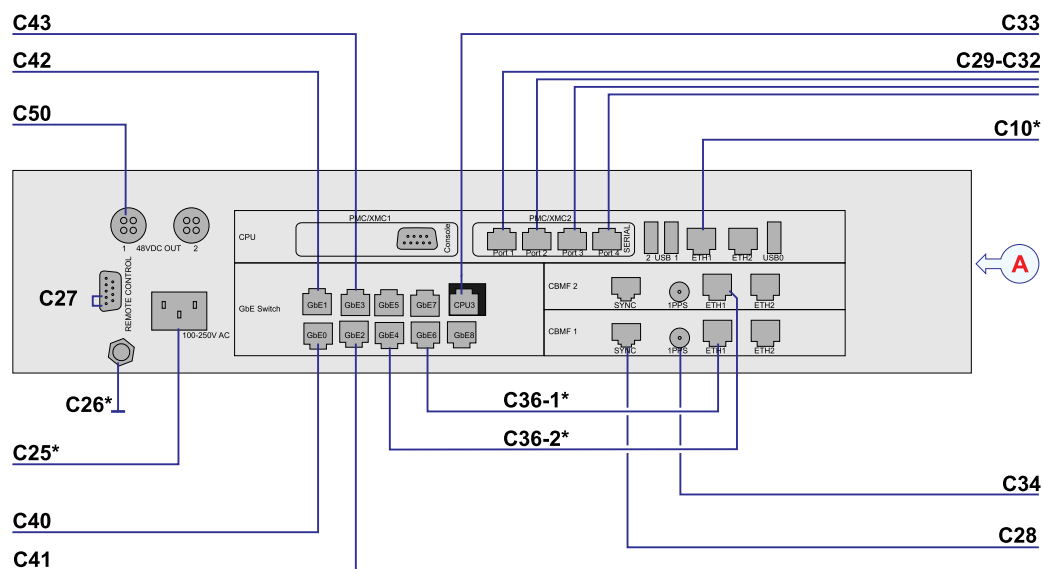 C43
C33
C42
C29-C32
C50
C10*
PMC/XMC1
PMC/XMC2
CPU
Console
SERIAL
1 48VDC OUT 2
Port 1 Port 2 Port 3 Port 4
2 USB 1 ETH1 ETH2 USB0
A
C27
REMOTE CONTROL
GbE Switch
GbE1 GbE3 GbE5 GbE7 CPU3
CBMF 2
SYNC 1PPS ETH1 ETH2
100-250V AC
GbE0 GbE2 GbE4 GbE6 GbE8
CBMF 1
SYNC 1PPS ETH1 ETH2
C26*
C36-1*
C36-2*
C25*
C34
C40
C28
C41